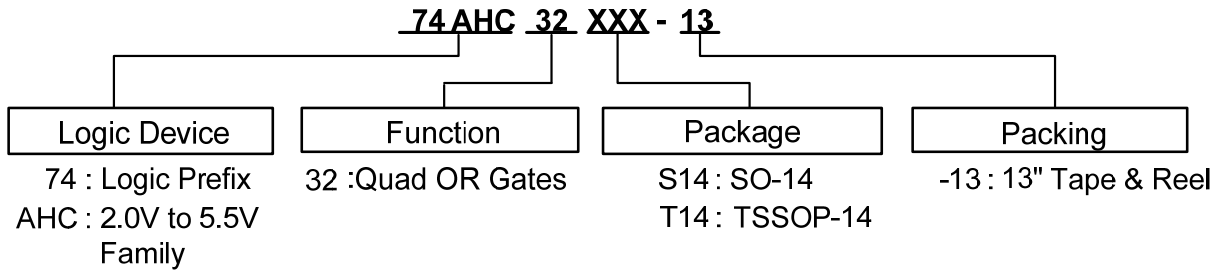 74 AHC 32 XXX - 13
Logic Device
Function
Package
Packing
74 : Logic Prefix
AHC : 2.0V to 5.5V
Family
32 :Quad OR Gates
S14 : SO-14
T14 : TSSOP-14
-13 : 13" Tape & Reel